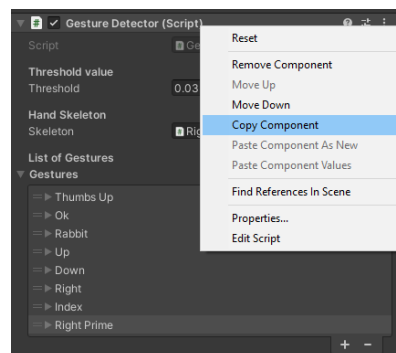 Gesture Detector (Script)
Script
Ge
Threshold value
Threshold
0.03
Hand Skeleton
Skeleton
Rig
List of Gestures
Gestures
Thumbs Up
Ok
Rabbit
Up
Down
Right
Index
Right Prime
+ -
Reset
Remove Component
Move Up
Move Down
Copy Component
Paste Component As New
Paste Component Values
Find References In Scene
Properties...
Edit Script